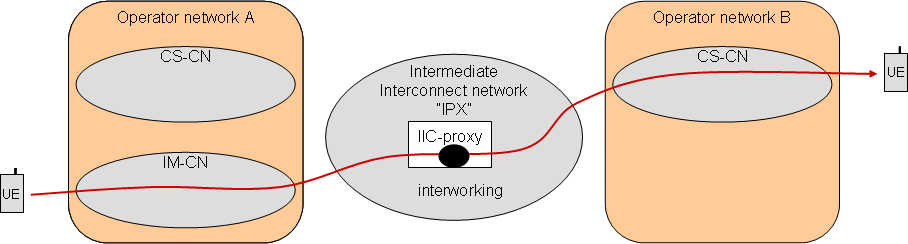 Operator network A
CS-CN
IM-CN
UE
Intermediate
Interconnect network
"IPX"
IIC-proxy
interworking
Operator network B
CS-CN
UE